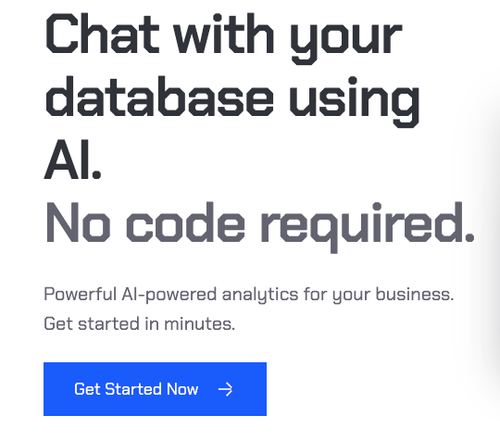 Chat with your
database using
AI.
No code required.
Powerful AI-powered analytics for your business.
Get started in minutes.
Get Started Now →